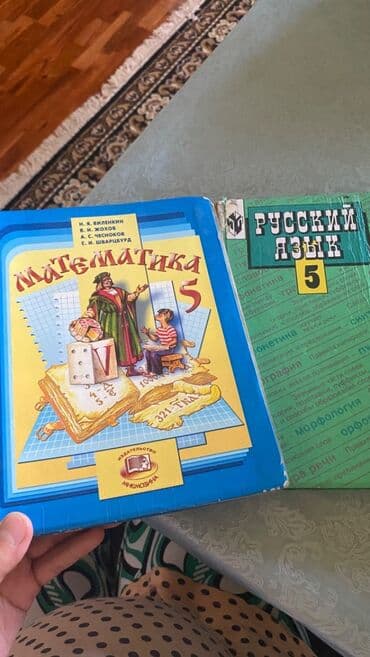 Н. Я. ВИЛЕНКИН
В. И. ЖОХОВ
А. С. ЧЕСНОКОВ
С. И. ШВАРЦБУРД
МАТЕМАТИКА
5
ИЗДАТЕЛЬСТВО
МНЕМОЗИНА
РУССКИЙ
ЯЗЫК
5
МОРФОЛОГИЯ